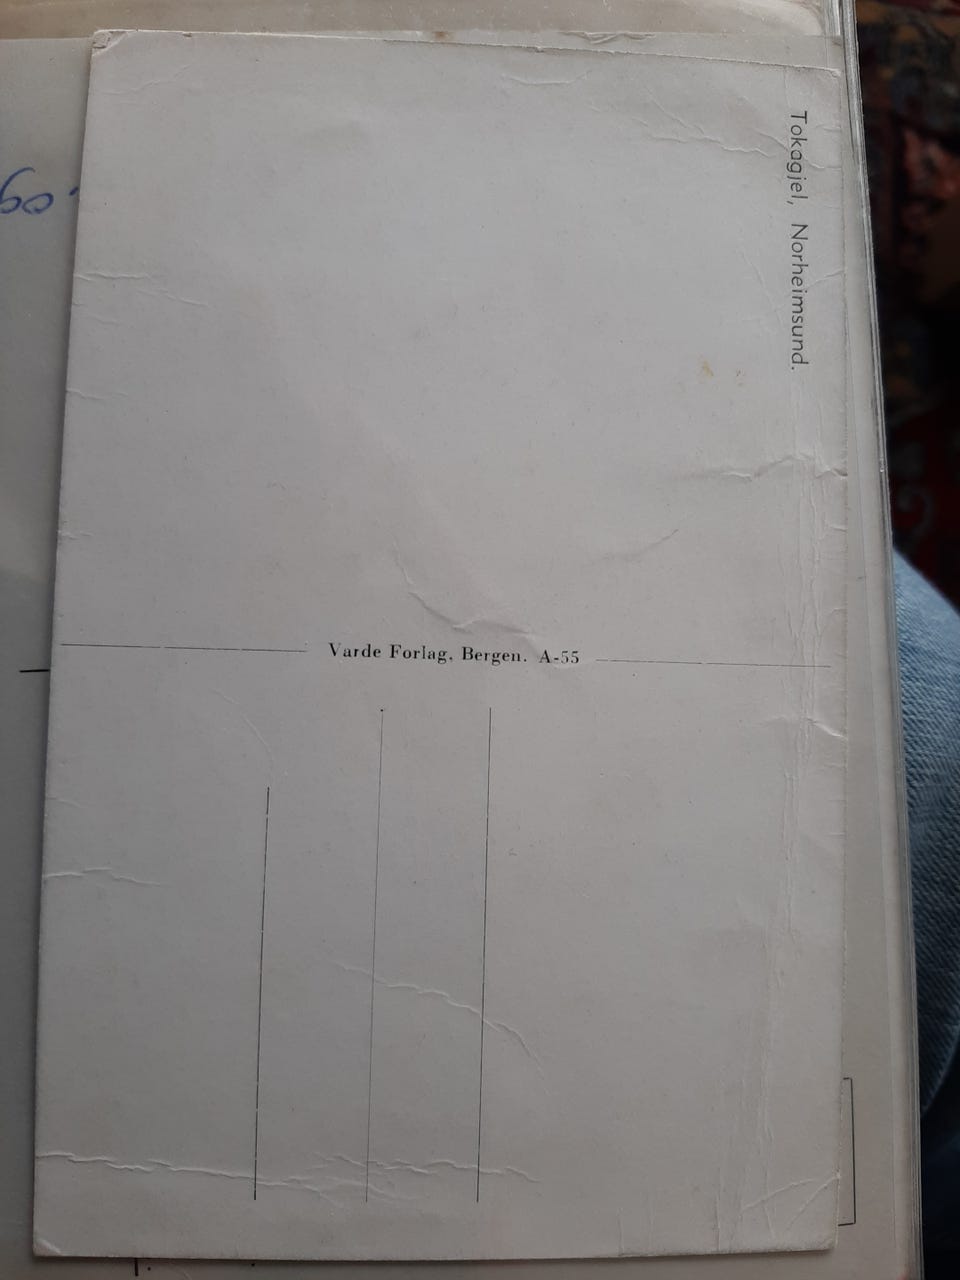 Tokagjel, Norheimsund.
Varde Forlag, Bergen. A-55